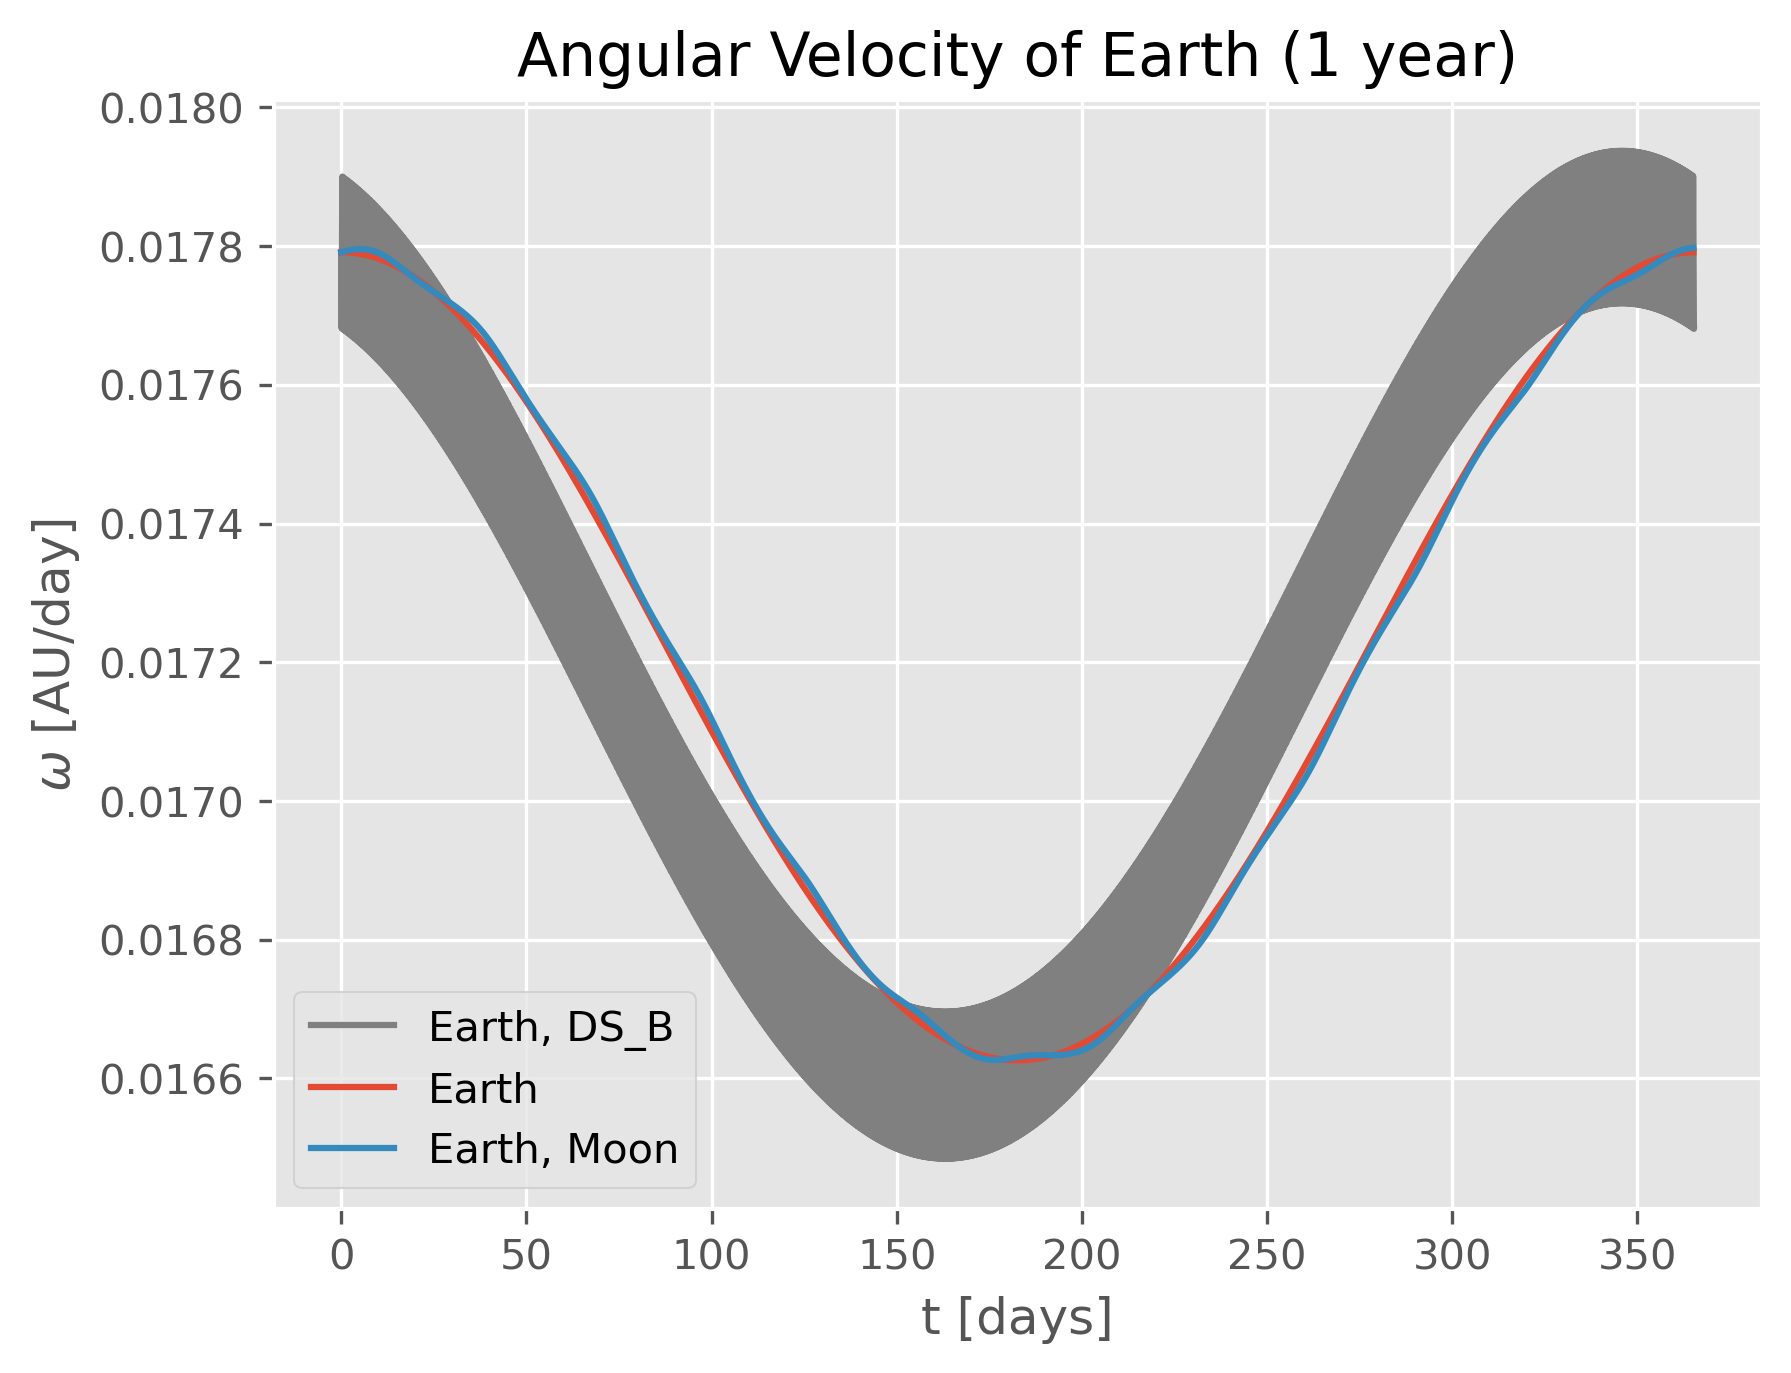 Angular Velocity of Earth (1 year)
0.0180
0.0178
0.0176
0.0174
0.0172
0.0170
0.0168
0.0166
ω [AU/day]
Earth, DS_B
Earth
Earth, Moon
0 50 100 150 200 250 300 350
t [days]